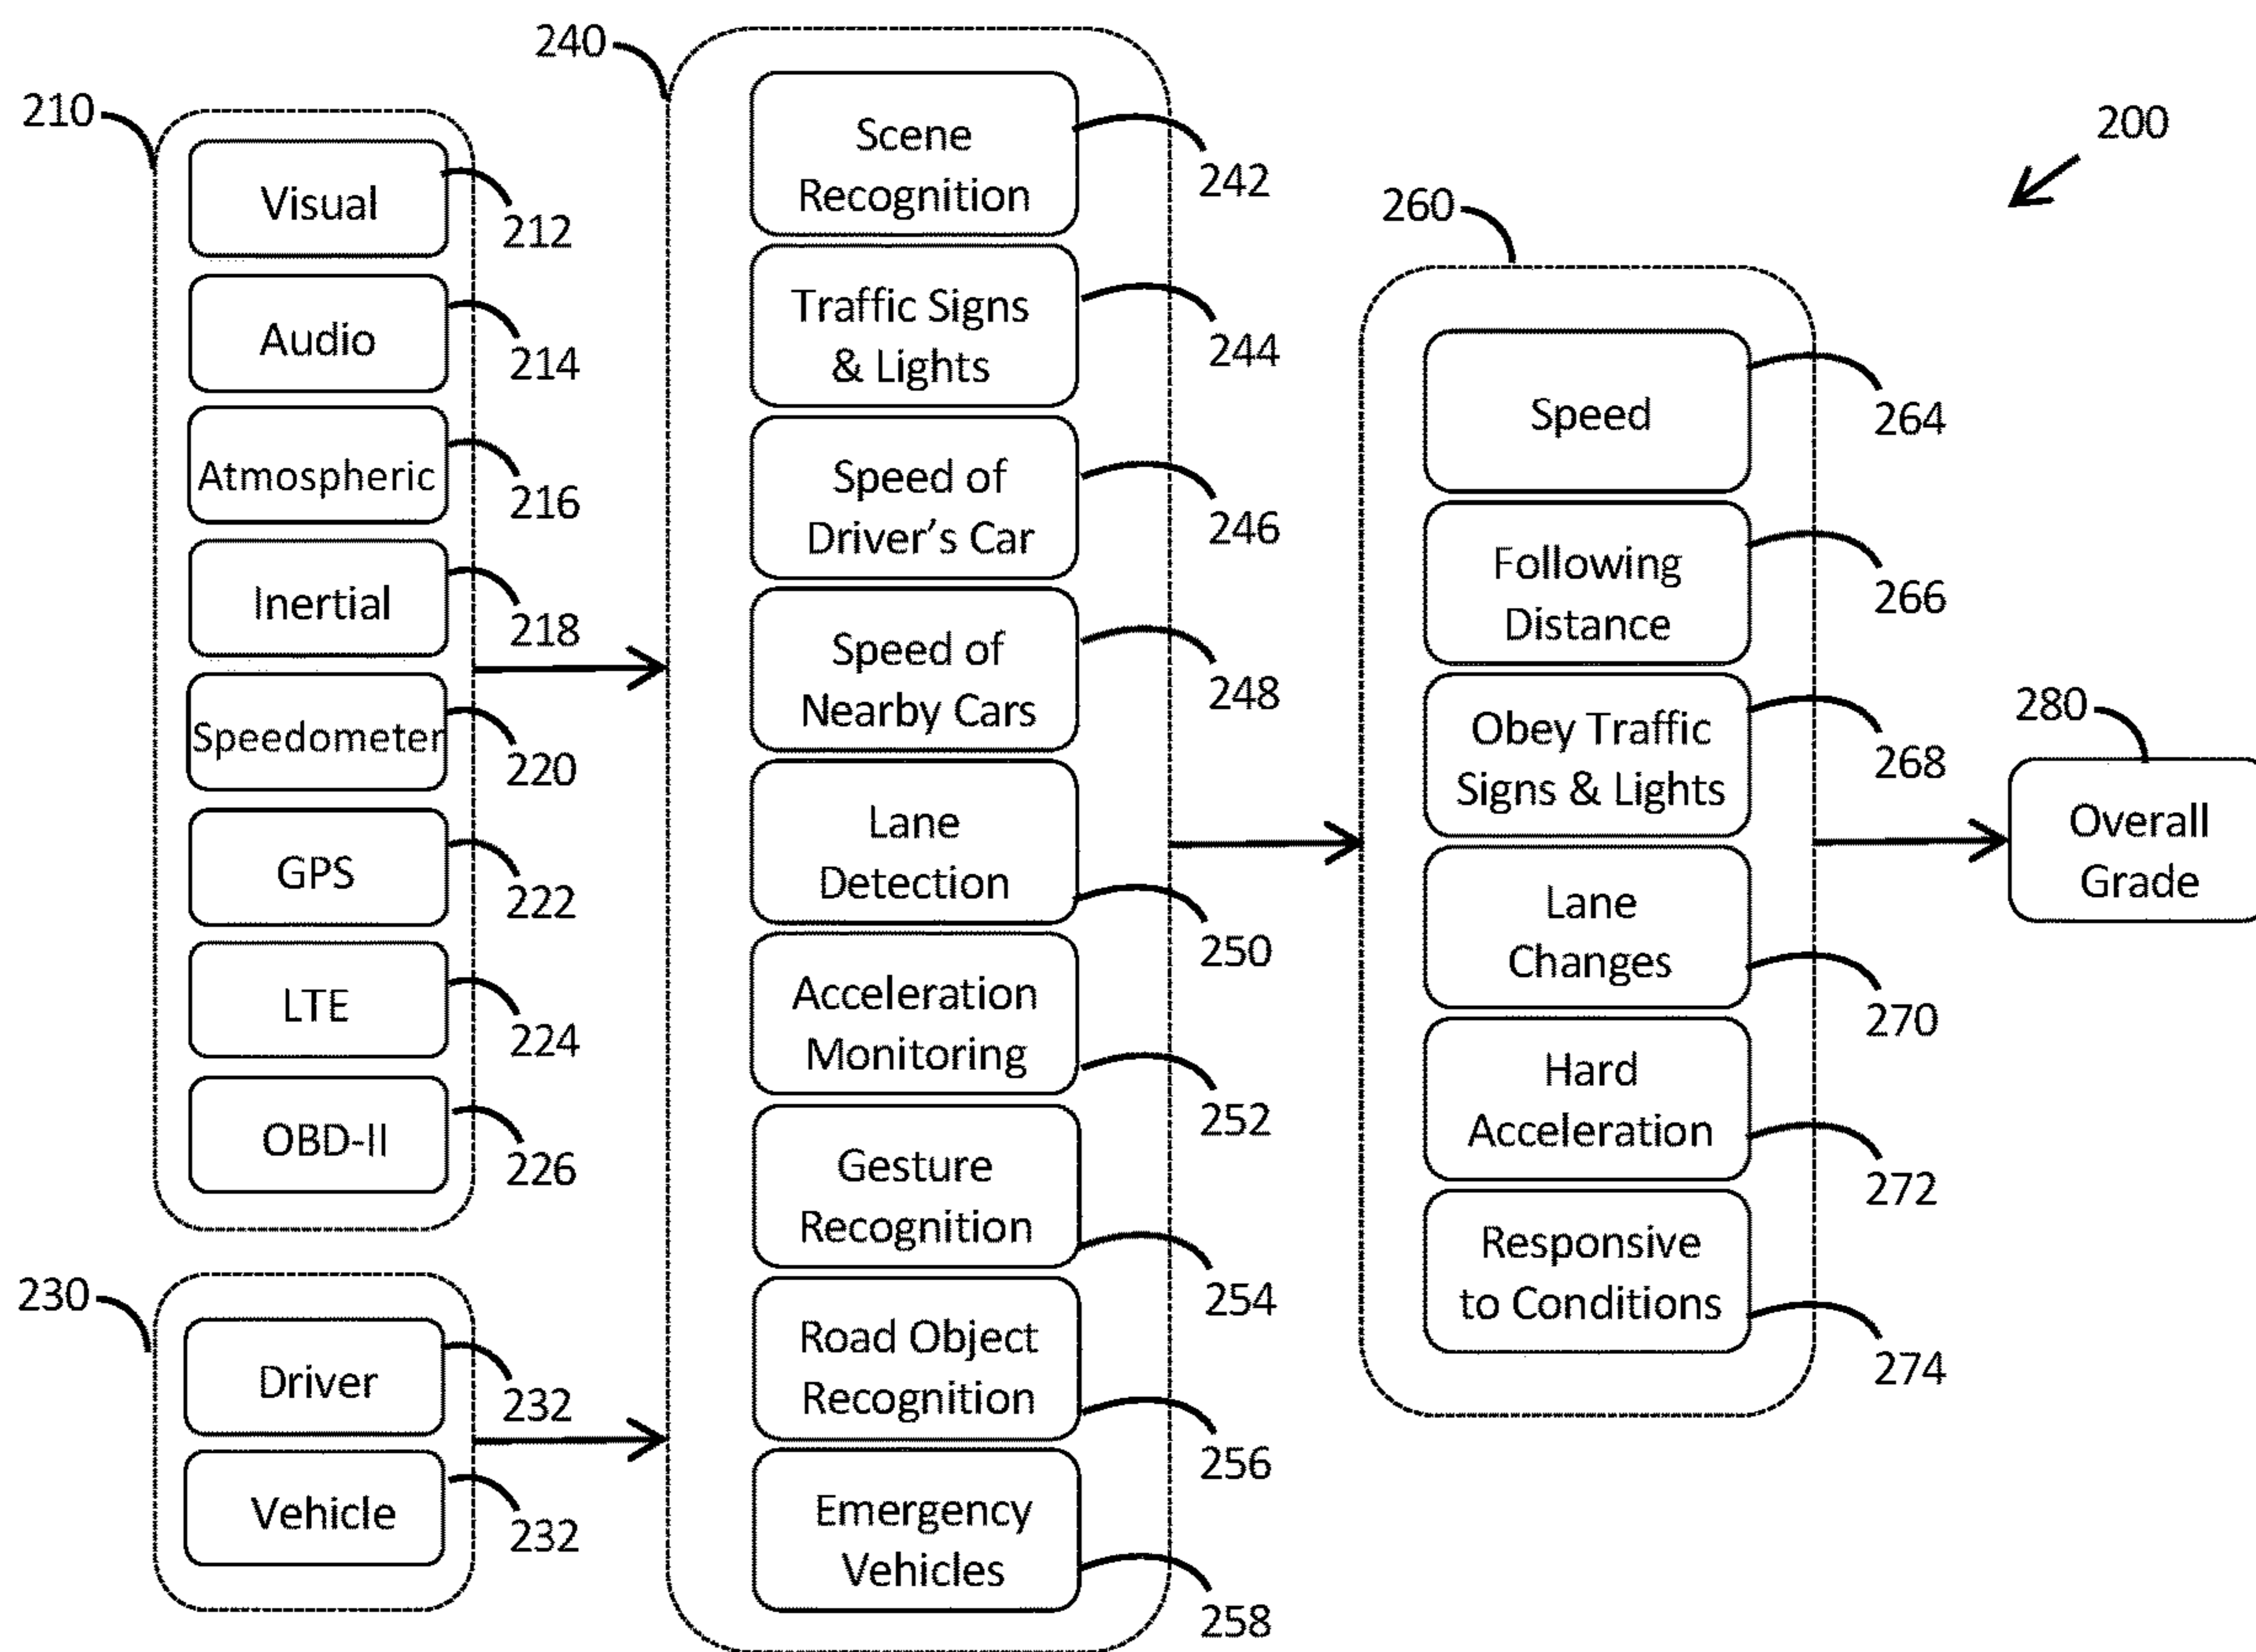 210
Visual
212
Audio
214
Atmospheric
216
Inertial
218
Speedometer
220
GPS
222
LTE
224
OBD-II
226
230
Driver
232
Vehicle
232
240
Scene
Recognition
242
Traffic Signs
& Lights
244
Speed of
Driver's Car
246
Speed of
Nearby Cars
248
Lane
Detection
250
Acceleration
Monitoring
252
Gesture
Recognition
254
Road Object
Recognition
256
Emergency
Vehicles
258
260
Speed
264
Following
Distance
266
Obey Traffic
Signs & Lights
268
Lane
Changes
270
Hard
Acceleration
272
Responsive
to Conditions
274
200
280
Overall
Grade